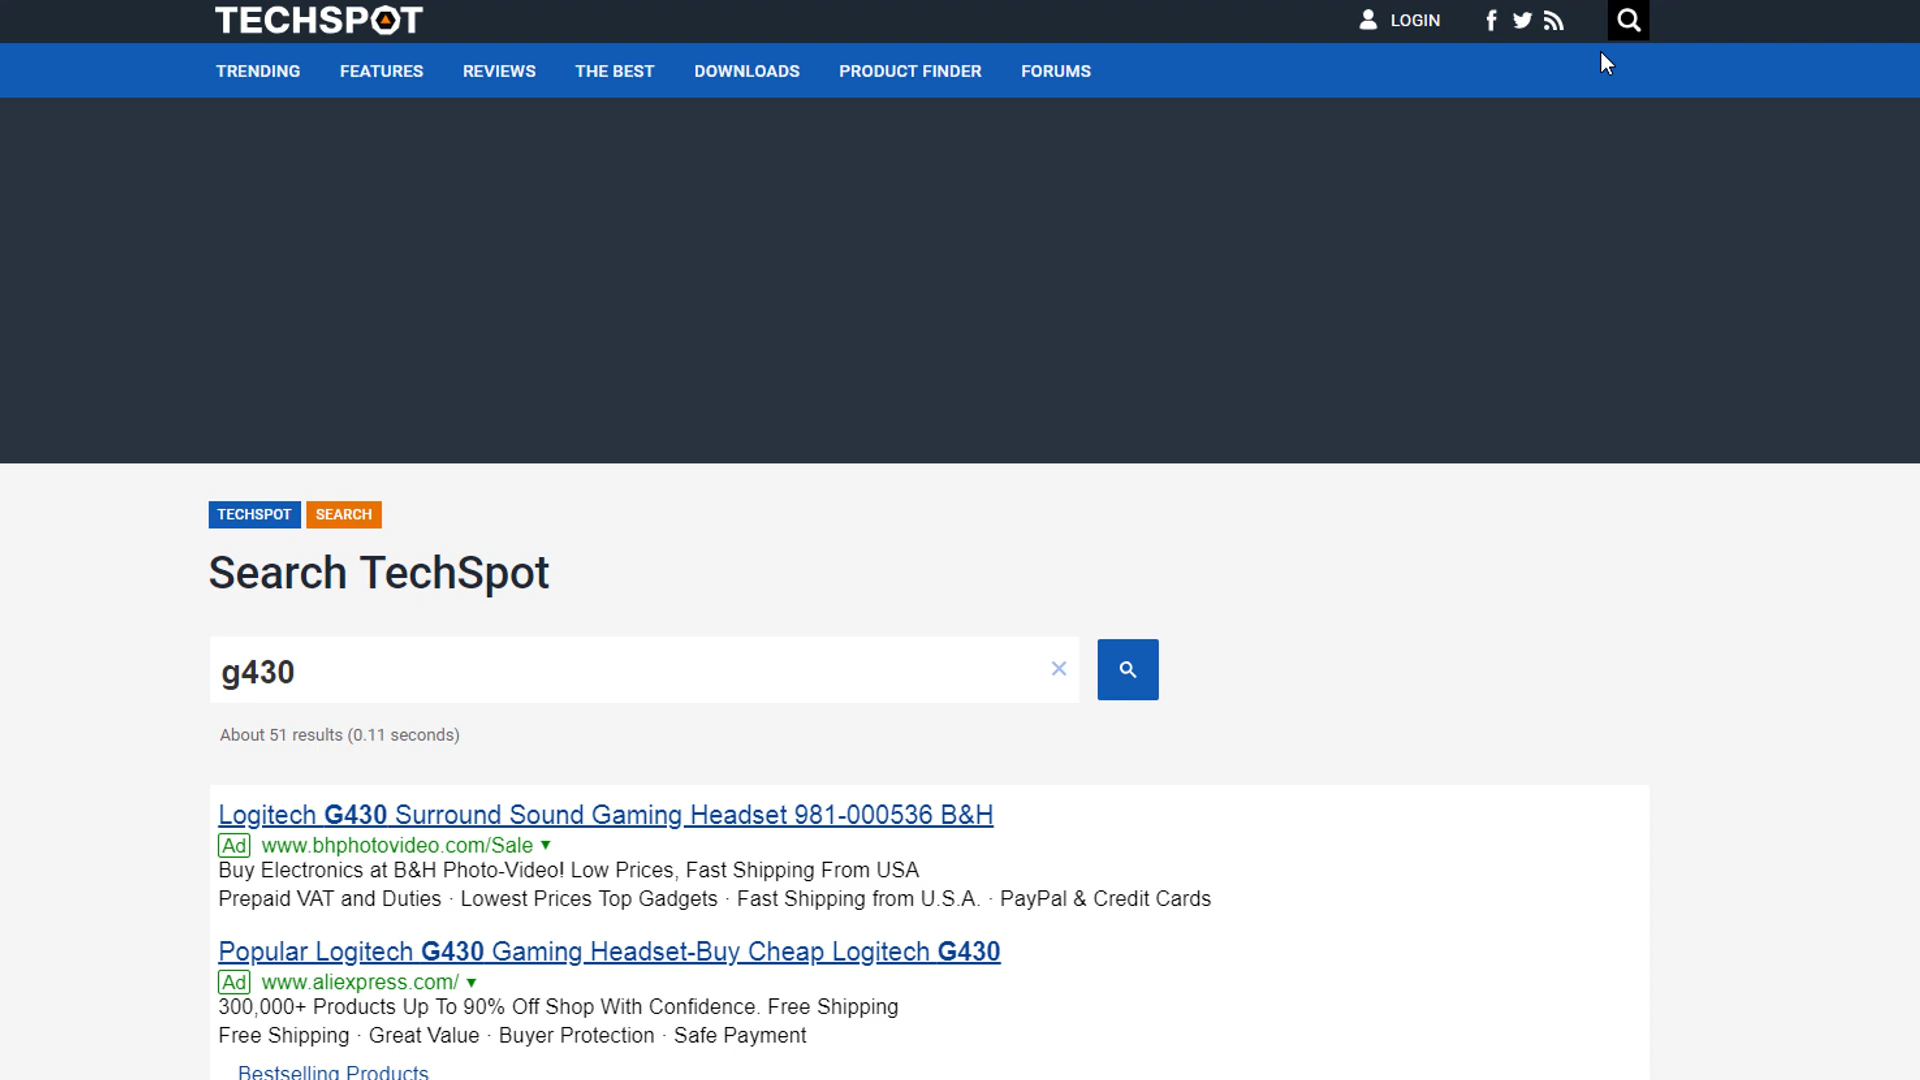 TECHSPOT
LOGIN
TRENDING FEATURES REVIEWS THE BEST DOWNLOADS PRODUCT FINDER FORUMS
TECHSPOT SEARCH
Search TechSpot
g430
About 51 results (0.11 seconds)
Logitech G430 Surround Sound Gaming Headset 981-000536 B&H
Ad www.bhphotovideo.com/Sale
Buy Electronics at B&H Photo-Video! Low Prices, Fast Shipping From USA
Prepaid VAT and Duties · Lowest Prices Top Gadgets · Fast Shipping from U.S.A. · PayPal & Credit Cards
Popular Logitech G430 Gaming Headset-Buy Cheap Logitech G430
Ad www.aliexpress.com/
300,000+ Products Up To 90% Off Shop With Confidence. Free Shipping
Free Shipping · Great Value · Buyer Protection · Safe Payment
Bestselling Products